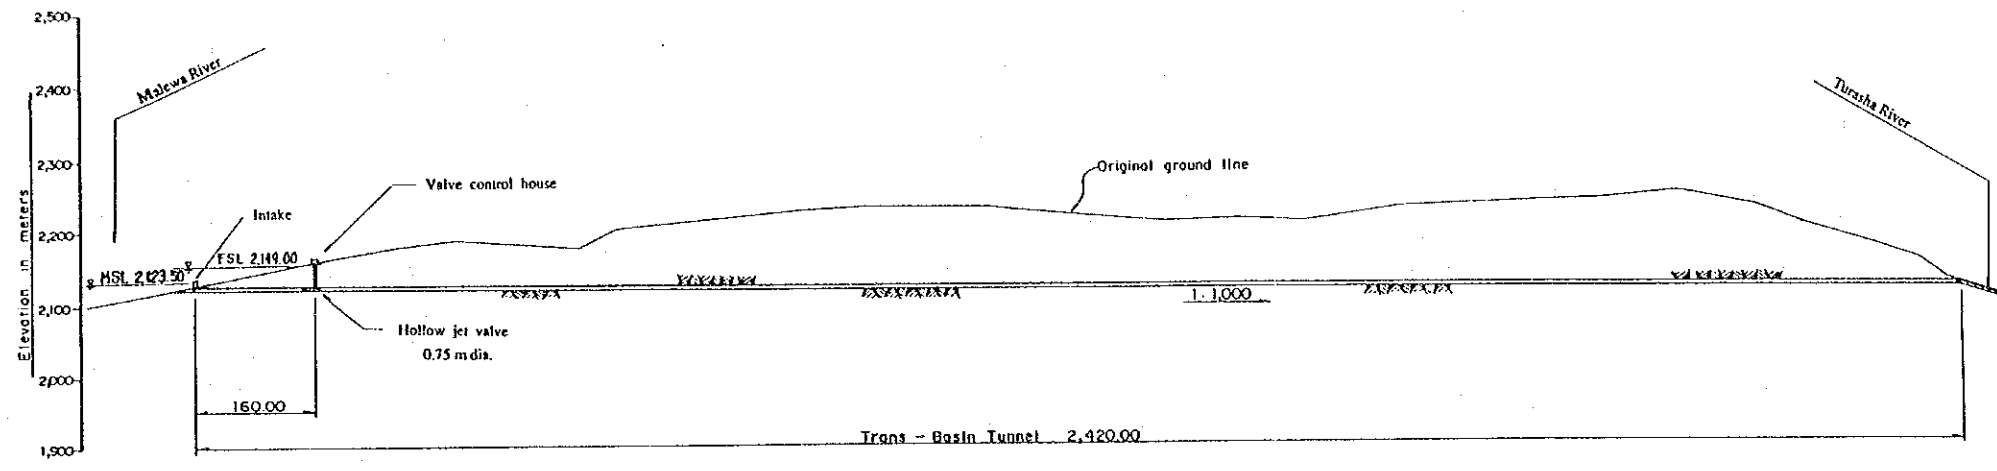 2,500
2,400
2,300
2,200
2,100
2,000
1,900
Elevation in meters
Malewa River
Turasha River
Original ground line
Valve control house
Intake
FSL 2,149.00
MSL 2,123.50
1:1,000
Hollow jet valve
0.75 m dia.
160.00
Trans - Basin Tunnel 2,420.00